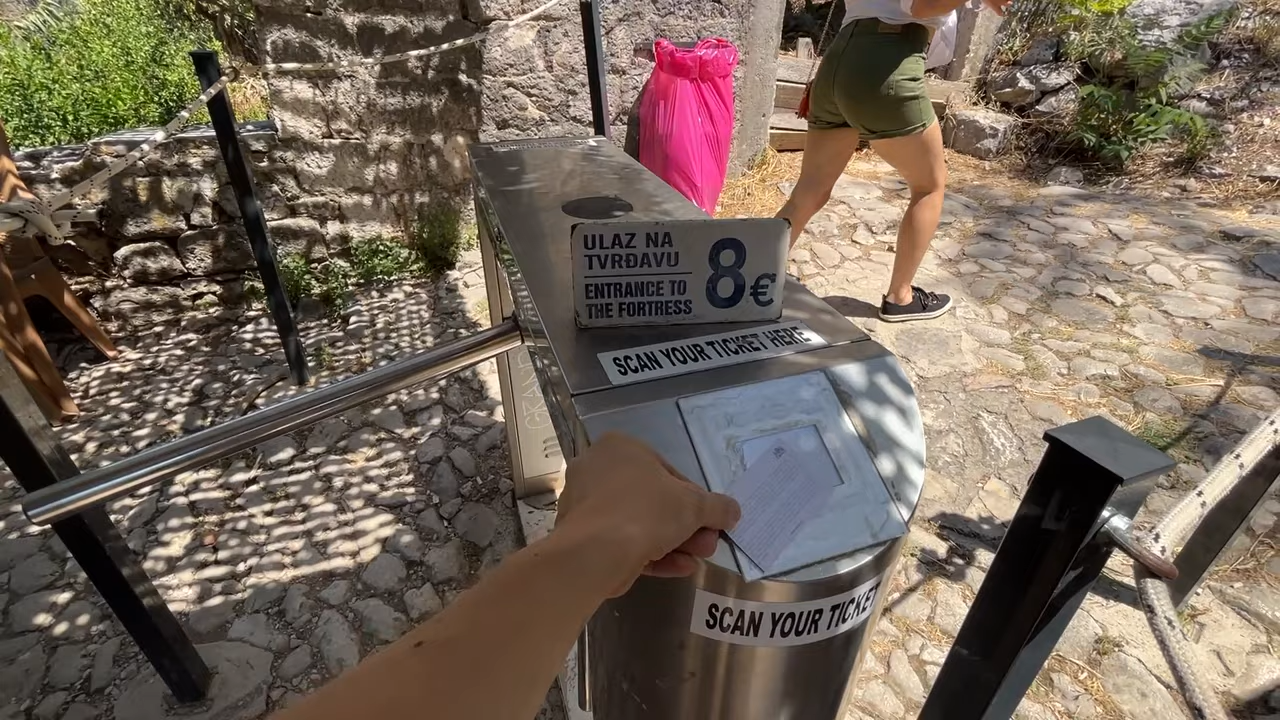 ULAZ NA
TVRĐAVU
ENTRANCE TO
THE FORTRESS
8€
SCAN YOUR TICKET HERE
SCAN YOUR TICKET